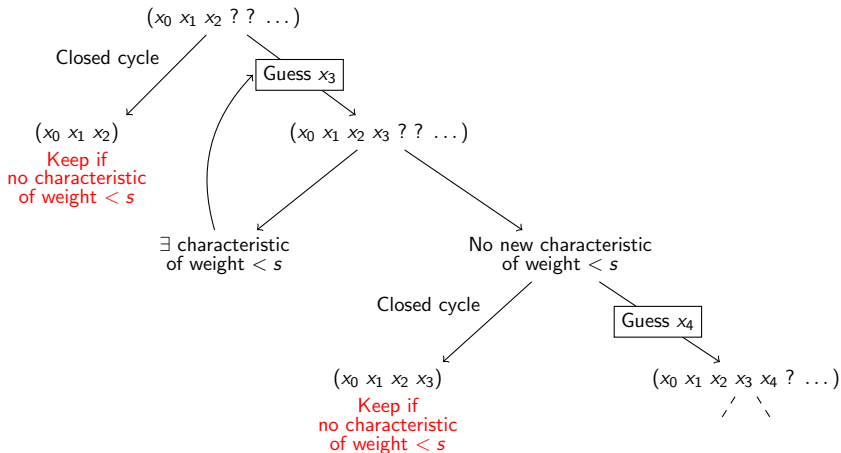 (x₀ x₁ x₂ ? ? ...)
Closed cycle
Guess x₃
(x₀ x₁ x₂)
(x₀ x₁ x₂ x₃ ? ? ...)
Keep if
no characteristic
of weight < s
∃ characteristic
of weight < s
No new characteristic
of weight < s
Closed cycle
Guess x₄
(x₀ x₁ x₂ x₃)
(x₀ x₁ x₂ x₃ x₄ ? ...)
Keep if
no characteristic
of weight < s